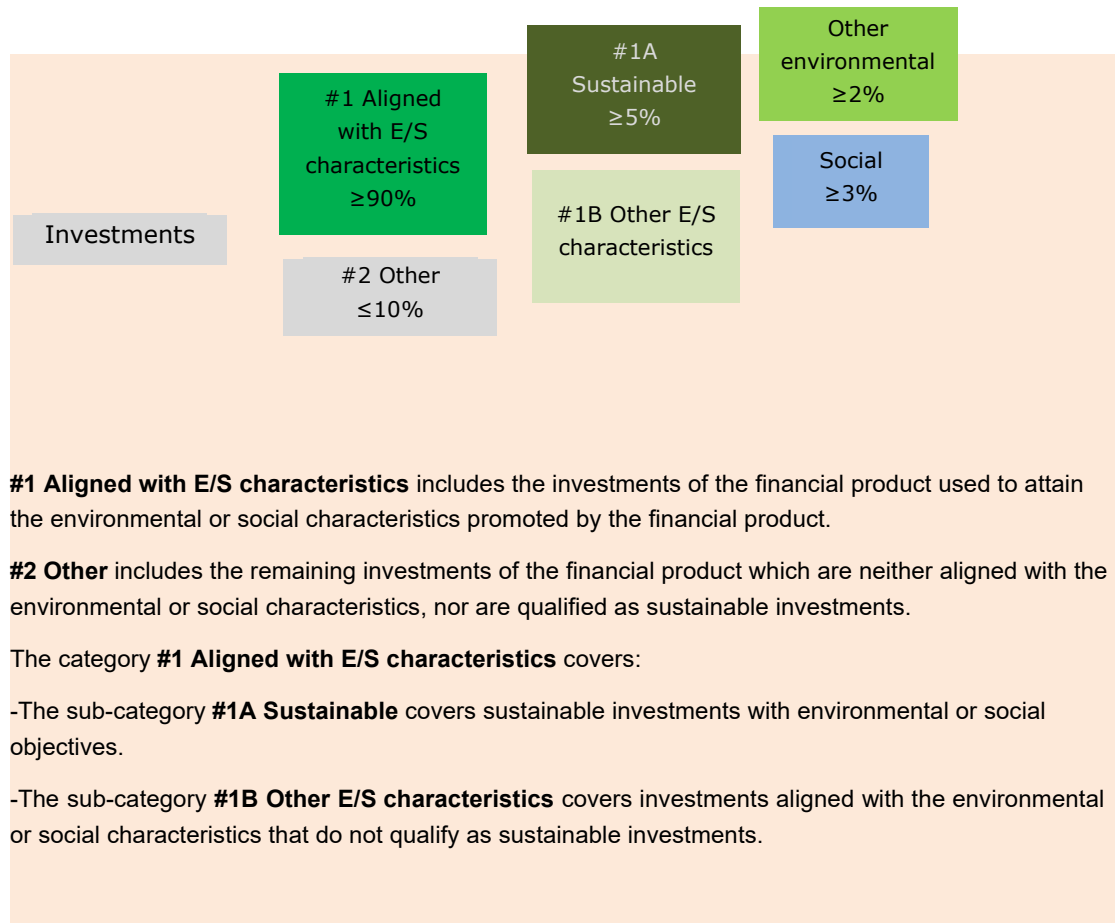 Investments
#1 Aligned
with E/S
characteristics
≥90%
#2 Other
≤10%
#1A
Sustainable
≥5%
#1B Other E/S
characteristics
Other
environmental
≥2%
Social
≥3%
#1 Aligned with E/S characteristics includes the investments of the financial product used to attain
the environmental or social characteristics promoted by the financial product.
#2 Other includes the remaining investments of the financial product which are neither aligned with the
environmental or social characteristics, nor are qualified as sustainable investments.
The category #1 Aligned with E/S characteristics covers:
-The sub-category #1A Sustainable covers sustainable investments with environmental or social
objectives.
-The sub-category #1B Other E/S characteristics covers investments aligned with the environmental
or social characteristics that do not qualify as sustainable investments.